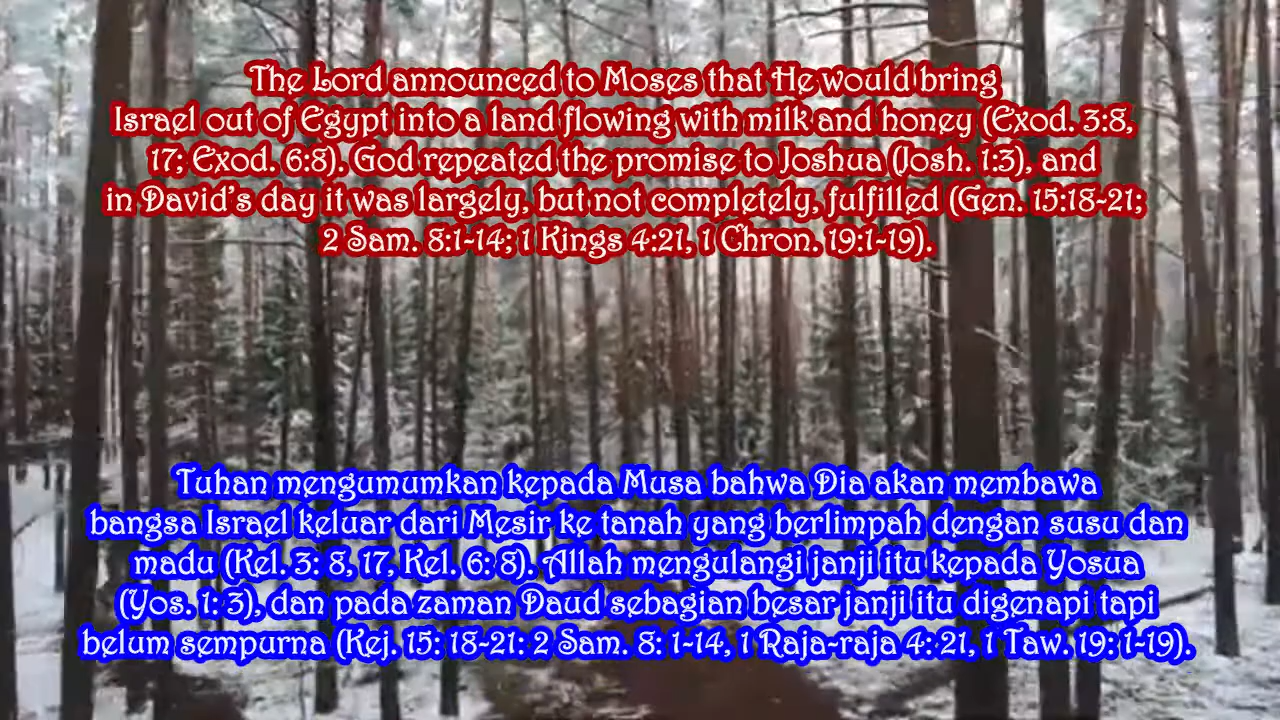 The Lord announced to Moses that He would bring
Israel out of Egypt into a land flowing with milk and honey (Exod. 3:8,
17; Exod. 6:8). God repeated the promise to Joshua (Josh. 1:3), and
in David's day it was largely, but not completely, fulfilled (Gen. 15:18-21;
2 Sam. 8:1-14; 1 Kings 4:21, 1 Chron. 19:1-19).
Tuhan mengumumkan kepada Musa bahwa Dia akan membawa
bangsa Israel keluar dari Mesir ke tanah yang berlimpah dengan susu dan
madu (Kel. 3: 8, 17, Kel. 6: 8). Allah mengulangi janji itu kepada Yosua
(Yos. 1: 3), dan pada zaman Daud sebagian besar janji itu digenapi tapi
belum sempurna (Kej. 15: 18-21: 2 Sam. 8: 1-14, 1 Raja-raja 4: 21, 1 Taw. 19: 1-19).